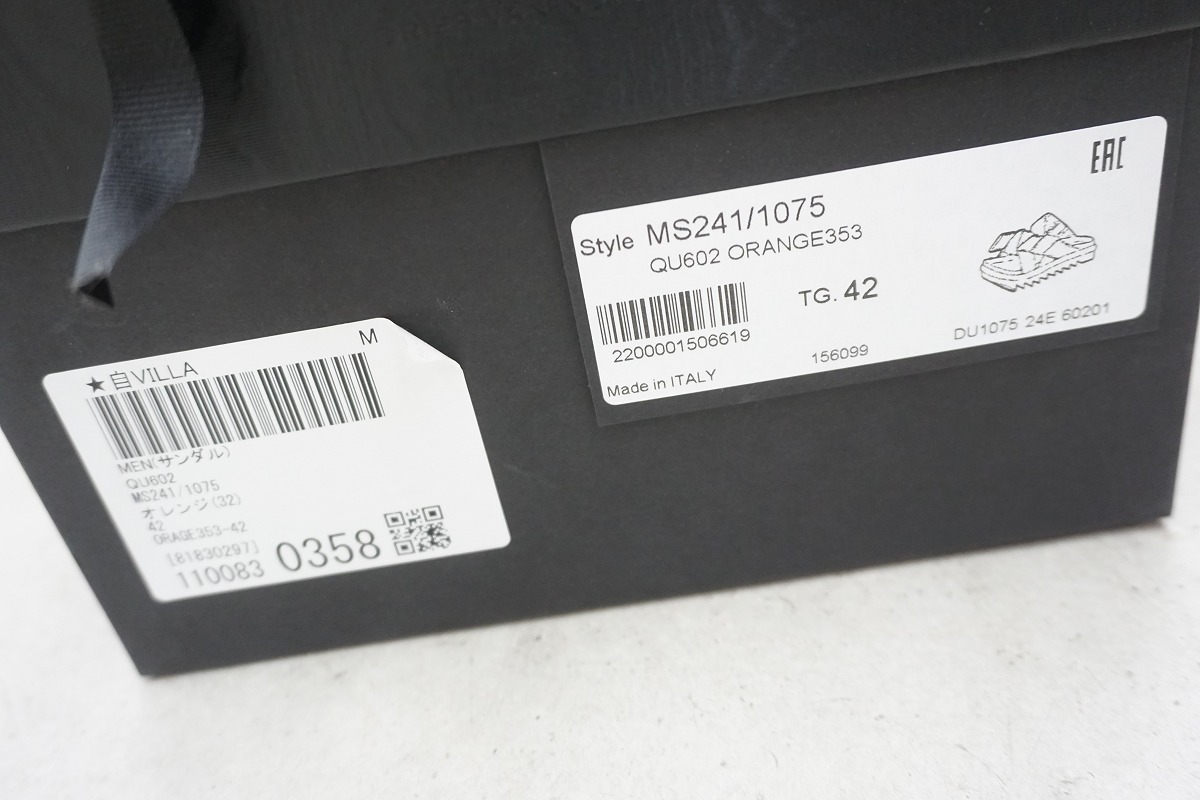 ★自VILLA
M
MEN(サンダル)
QU602
MS241/1075
オレンジ(32)
42
ORAGE353-42
[81830297]
110083 0358
EAC
Style MS241/1075
QU602 ORANGE353
TG. 42
2200001506619
156099
DU1075 24E 60201
Made in ITALY